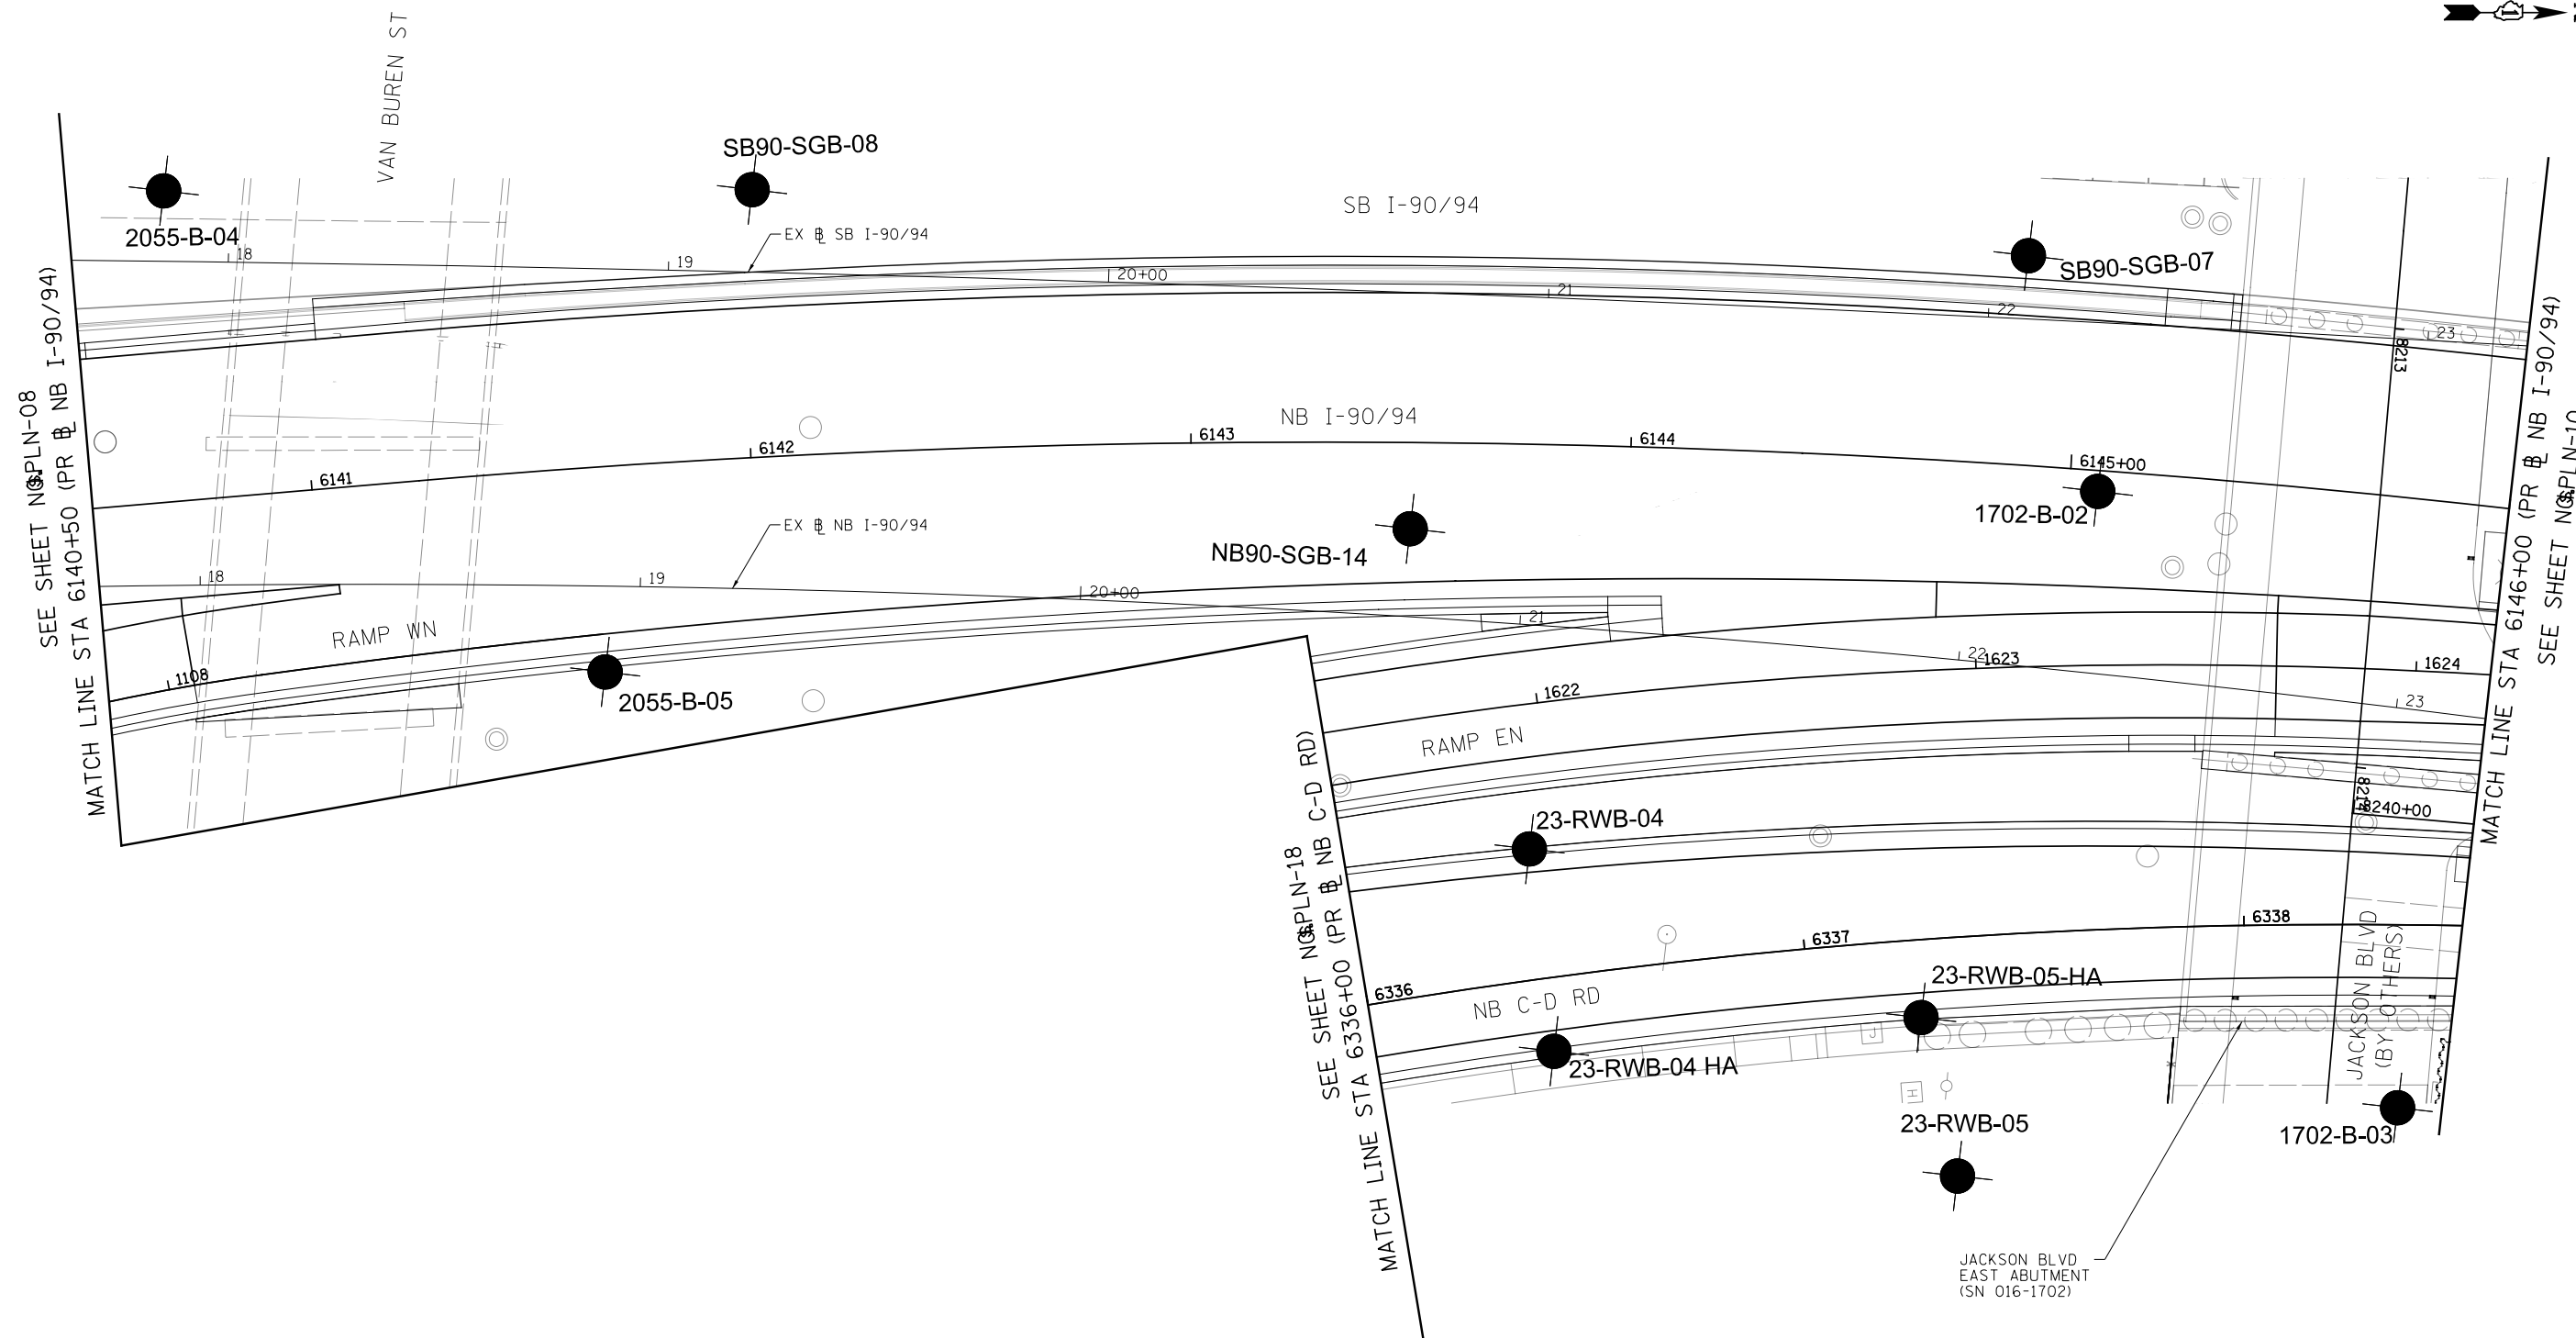 VAN BUREN ST
SB90-SGB-08
2055-B-04
SB I-90/94
EX ℄ SB I-90/94
SB90-SGB-07
18
19
20+00
21
22
23
8213
SEE SHEET NO.
PLN-08
MATCH LINE STA 6140+50 (PR ℄ NB I-90/94)
NB I-90/94
6141
6142
6143
6144
6145+00
1702-B-02
EX ℄ NB I-90/94
NB90-SGB-14
18
19
20+00
21
22
23
RAMP WN
1108
2055-B-05
1622
1623
1624
RAMP EN
MATCH LINE STA 6146+00 (PR ℄ NB I-90/94)
SEE SHEET NO.
PLN-10
23-RWB-04
8214
8240+00
SEE SHEET NO.
PLN-18
MATCH LINE STA 6336+00 (PR ℄ NB C-D RD)
6336
6337
6338
NB C-D RD
23-RWB-05-HA
23-RWB-04 HA
J
H
JACKSON BLVD
(BY OTHERS)
23-RWB-05
1702-B-03
JACKSON BLVD
EAST ABUTMENT
(SN 016-1702)